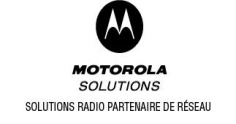 MOTOROLA
SOLUTIONS
SOLUTIONS RADIO PARTENAIRE DE RÉSEAU